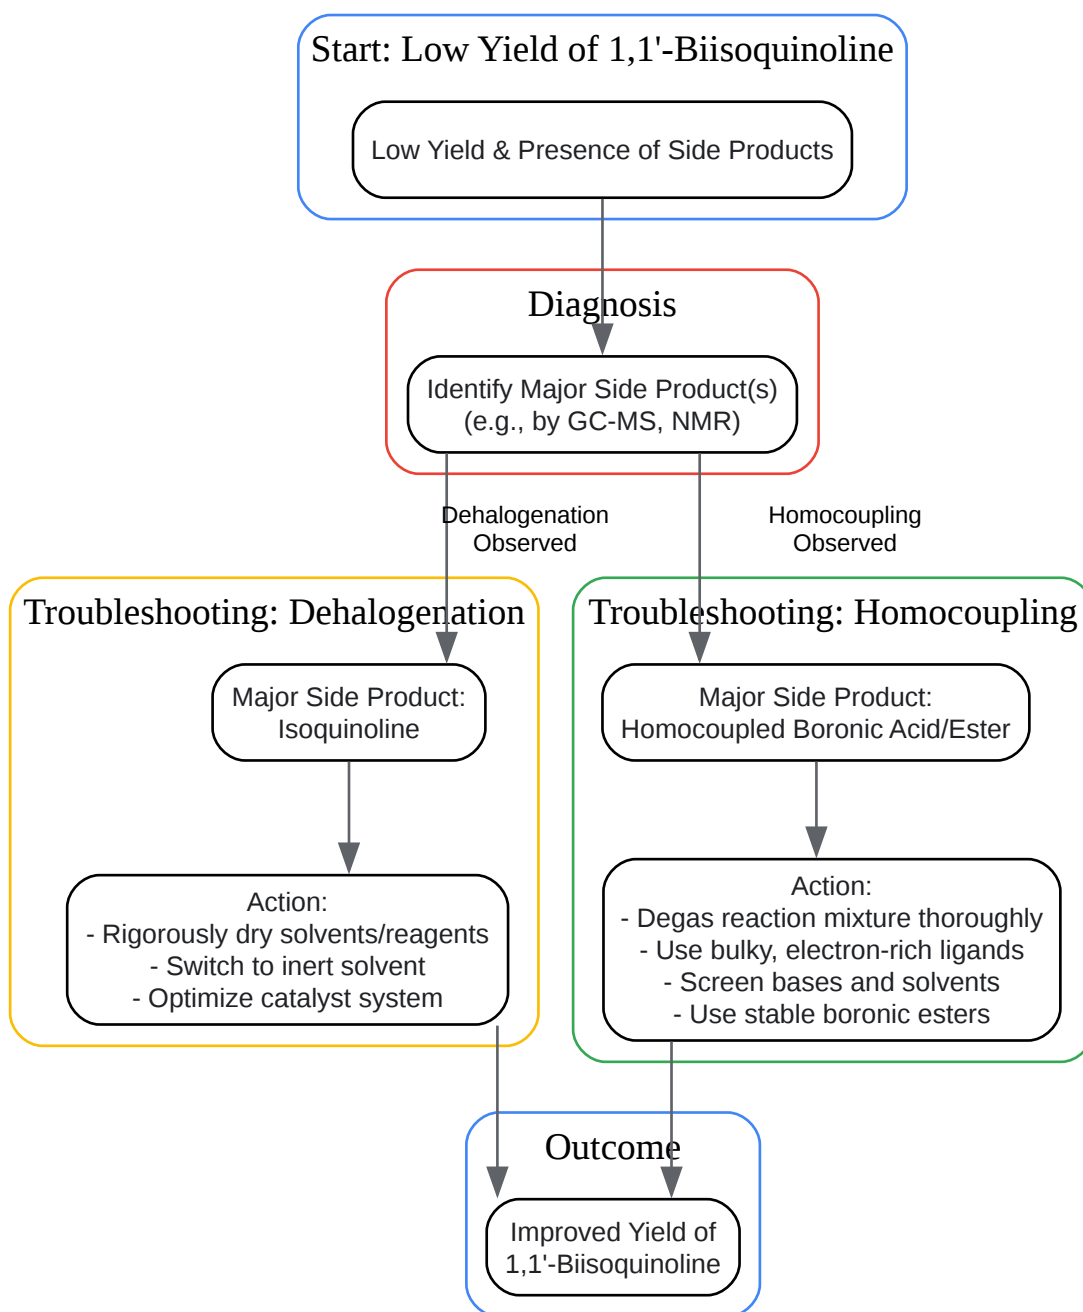 Start: Low Yield of 1,1'-Biisoquinoline
Low Yield & Presence of Side Products
Diagnosis
Identify Major Side Product(s)
(e.g., by GC-MS, NMR)
Dehalogenation
Observed
Homocoupling
Observed
Troubleshooting: Dehalogenation
Major Side Product:
Isoquinoline
Action:
- Rigorously dry solvents/reagents
- Switch to inert solvent
- Optimize catalyst system
Troubleshooting: Homocoupling
Major Side Product:
Homocoupled Boronic Acid/Ester
Action:
- Degas reaction mixture thoroughly
- Use bulky, electron-rich ligands
- Screen bases and solvents
- Use stable boronic esters
Outcome
Improved Yield of
1,1'-Biisoquinoline